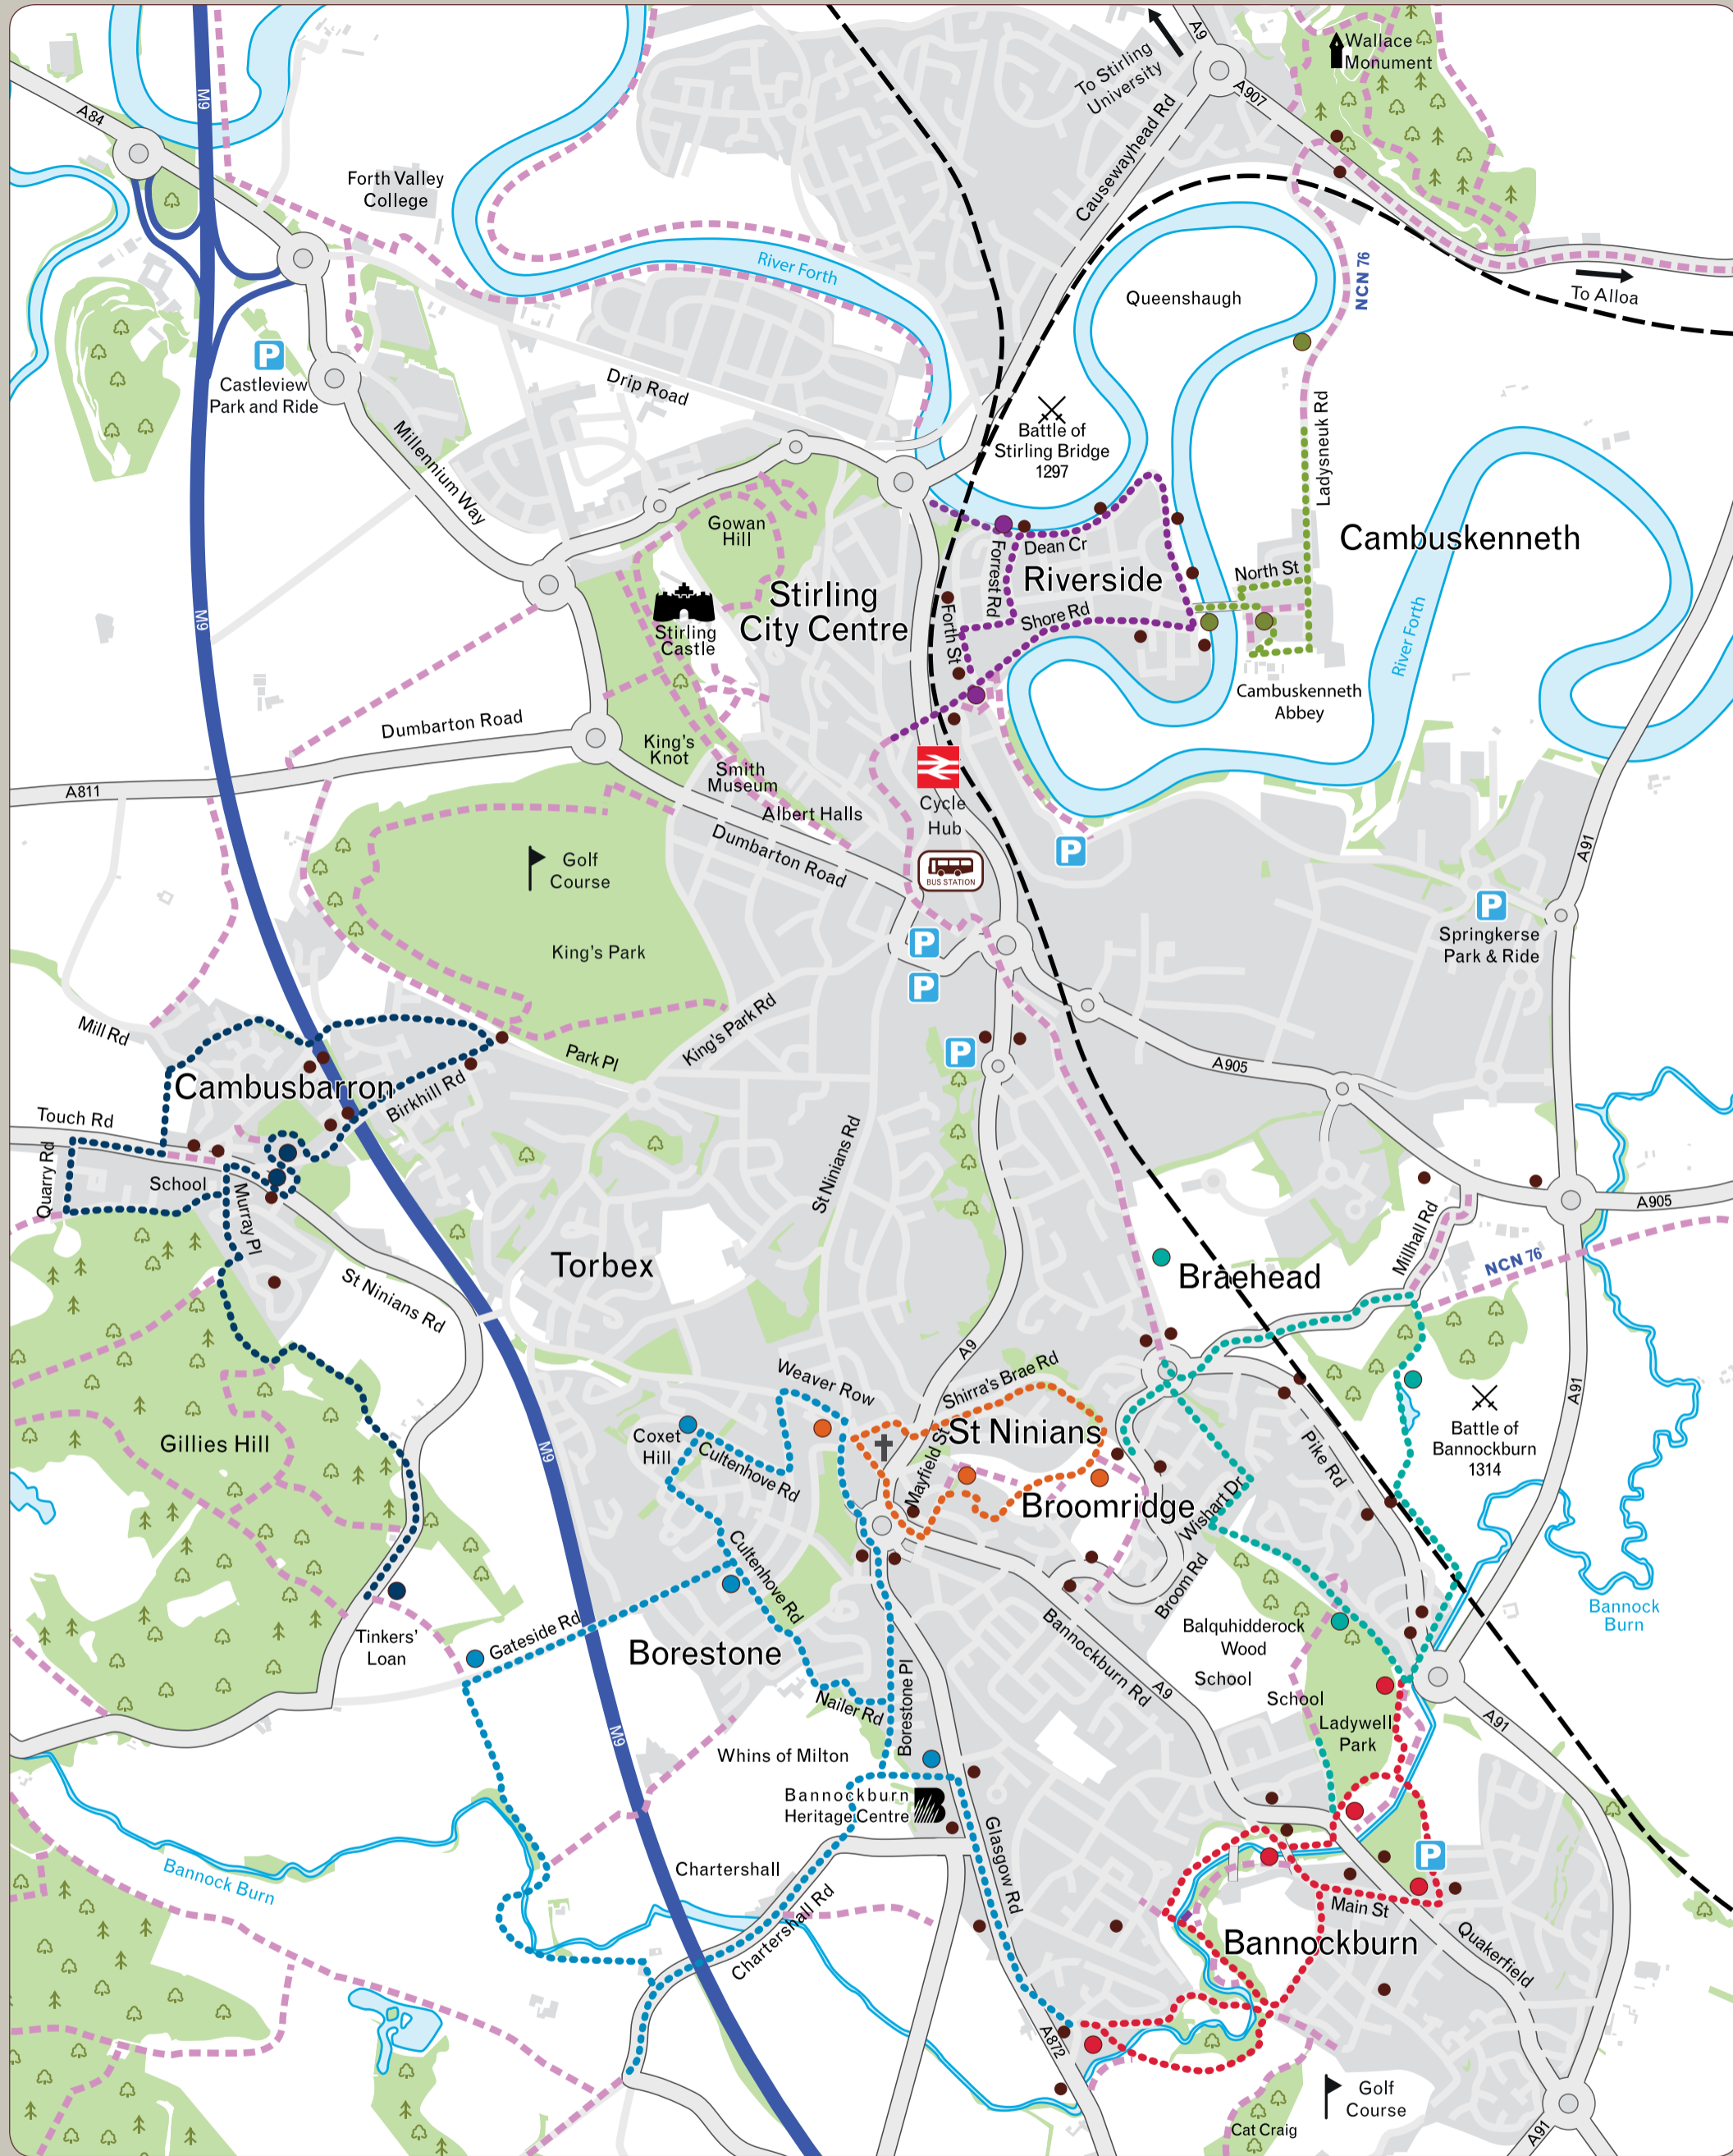 A9
To Stirling
University
Wallace
Monument
M9
A84
A907
Causewayhead Rd
Forth Valley
College
River Forth
NCN 76
Queenshaugh
To Alloa
P
Castleview
Park and Ride
Drip Road
Battle of
Stirling Bridge
1297
Ladysneuk Rd
Millennium Way
Gowan
Hill
Cambuskenneth
Dean Cr
Forrest Rd
Riverside
North St
M9
Stirling
City Centre
Stirling
Castle
Forth St
Shore Rd
River Forth
Cambuskenneth
Abbey
Dumbarton Road
King's
Knot
Smith
Museum
A811
Albert Halls
Cycle
Hub
Dumbarton Road
P
A91
BUS STATION
Golf
Course
P
Springkerse
Park & Ride
King's Park
P
P
Mill Rd
King's Park Rd
Park Pl
P
A905
Cambusbarron
Birkhill Rd
Touch Rd
Quarry Rd
School
Murray Pl
St Ninians Rd
A905
Millhall Rd
St Ninians Rd
Torbex
Braehead
NCN 76
Weaver Row
A9
Shirra's Brae Rd
A91
Coxet
Hill
St Ninians
Mayfield St
Battle of
Bannockburn
1314
Gillies Hill
M9
Cultenhove Rd
Pike Rd
Broomridge
Wishart Dr
Cultenhove Rd
Broom Rd
Bannock
Burn
Tinkers'
Loan
Gateside Rd
Borestone
Balquhidderock
Wood
Bannockburn Rd
A9
School
School
Borestone Pl
Nailer Rd
M9
Ladywell
Park
A91
Whins of Milton
Bannockburn
Heritage Centre
Glasgow Rd
P
Bannock Burn
Chartershall
Chartershall Rd
Main St
Bannockburn
Quakerfield
A872
Golf
Course
Cat Craig
A91